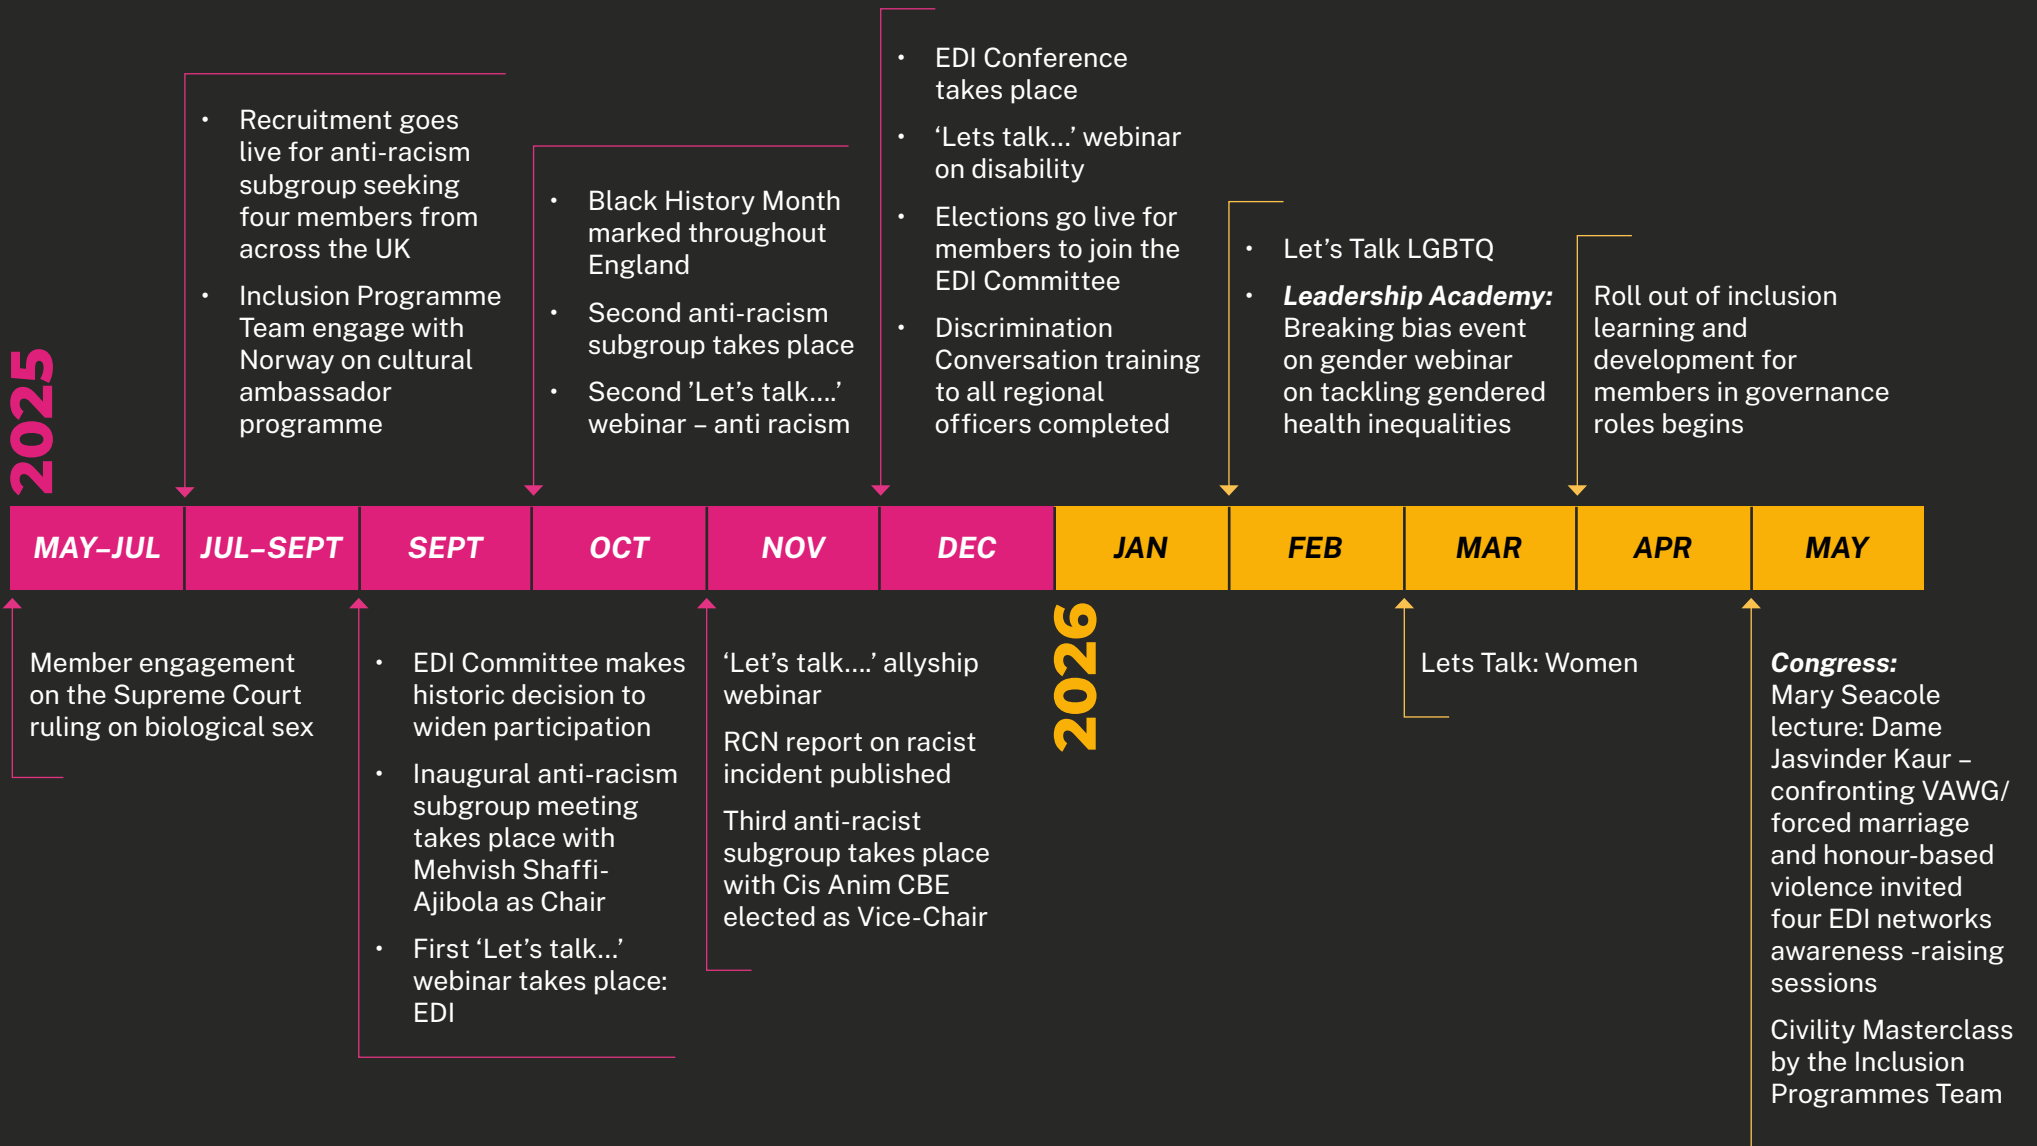 2025
• Recruitment goes
live for anti-racism
subgroup seeking
four members from
across the UK
• Inclusion Programme
Team engage with
Norway on cultural
ambassador
programme
• Black History Month
marked throughout
England
• Second anti-racism
subgroup takes place
• Second ’Let’s talk....’
webinar – anti racism
• EDI Conference
takes place
• ‘Lets talk...’ webinar
on disability
• Elections go live for
members to join the
EDI Committee
• Discrimination
Conversation training
to all regional
officers completed
• Let’s Talk LGBTQ
• Leadership Academy:
Breaking bias event
on gender webinar
on tackling gendered
health inequalities
Roll out of inclusion
learning and
development for
members in governance
roles begins
MAY–JUL
JUL–SEPT
SEPT
OCT
NOV
DEC
JAN
FEB
MAR
APR
MAY
Member engagement
on the Supreme Court
ruling on biological sex
• EDI Committee makes
historic decision to
widen participation
• Inaugural anti-racism
subgroup meeting
takes place with
Mehvish Shaffi-
Ajibola as Chair
• First ‘Let’s talk...’
webinar takes place:
EDI
‘Let’s talk....’ allyship
webinar
RCN report on racist
incident published
Third anti-racist
subgroup takes place
with Cis Anim CBE
elected as Vice-Chair
2026
Lets Talk: Women
Congress:
Mary Seacole
lecture: Dame
Jasvinder Kaur –
confronting VAWG/
forced marriage
and honour-based
violence invited
four EDI networks
awareness -raising
sessions
Civility Masterclass
by the Inclusion
Programmes Team